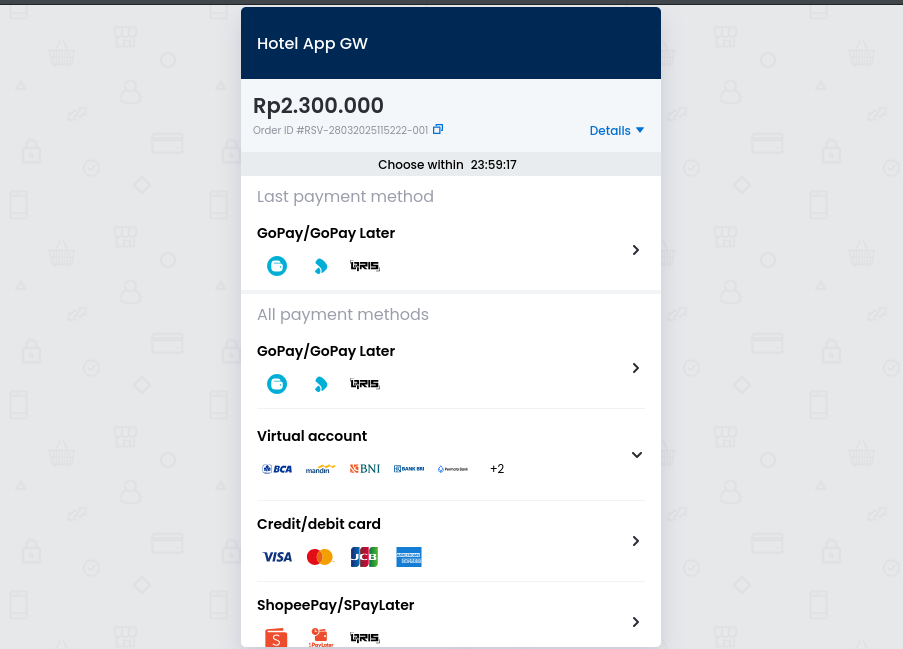 Hotel App GW
Rp2.300.000
Order ID #RSV-28032025115222-001
Details
Choose within 23:59:17
Last payment method
GoPay/GoPay Later
QRIS
All payment methods
GoPay/GoPay Later
QRIS
Virtual account
BCA mandiri BNI BANK BRI PermataBank +2
Credit/debit card
VISA JCB AMERICAN EXPRESS
ShopeePay/SPayLater
S SPayLater QRIS